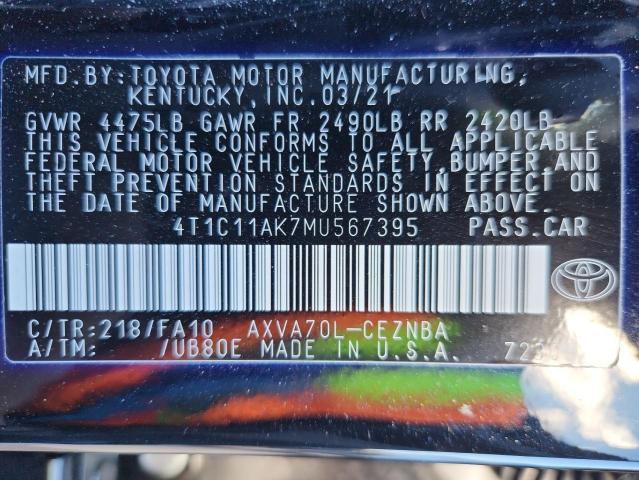 MFD. BY: TOYOTA MOTOR MANUFACTURING,
KENTUCKY, INC. 03/21
GVWR 4475LB GAWR FR 2490LB RR 2420LB
THIS VEHICLE CONFORMS TO ALL APPLICABLE
FEDERAL MOTOR VEHICLE SAFETY, BUMPER, AND
THEFT PREVENTION STANDARDS IN EFFECT ON
THE DATE OF MANUFACTURE SHOWN ABOVE.
4T1C11AK7MU567395 PASS. CAR
C/TR: 218/FA10 AXVA70L-CEZNBA
A/TM: /UB80E MADE IN U.S.A.